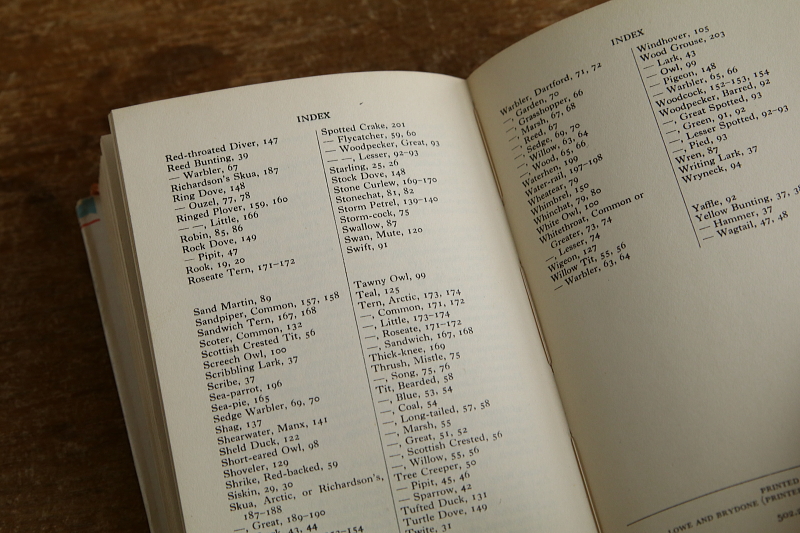 INDEX
Red-throated Diver, 147
Reed Bunting, 39
— Warbler, 67
Richardson's Skua, 187
Ring Dove, 148
— Ouzel, 77, 78
Ringed Plover, 159, 160
— —, Little, 166
Robin, 85, 86
Rock Dove, 149
— Pipit, 47
Rook, 19, 20
Roseate Tern, 171–172
Sand Martin, 89
Sandpiper, Common, 157, 158
Sandwich Tern, 167, 168
Scoter, Common, 132
Scottish Crested Tit, 56
Screech Owl, 100
Scribbling Lark, 37
Scribe, 37
Sea-parrot, 196
Sea-pie, 165
Sedge Warbler, 69, 70
Shag, 137
Shearwater, Manx, 141
Sheld Duck, 122
Short-eared Owl, 98
Shoveler, 129
Shrike, Red-backed, 59
Siskin, 29, 30
Skua, Arctic, or Richardson's,
187–188
—, Great, 189–190
43, 44
Spotted Crake, 201
— Flycatcher, 59, 60
— Woodpecker, Great, 93
— —, Lesser, 92–93
Starling, 25, 26
Stock Dove, 148
Stone Curlew, 169–170
Stonechat, 81, 82
Storm Petrel, 139–140
Storm-cock, 75
Swallow, 87
Swan, Mute, 120
Swift, 91
Tawny Owl, 99
Teal, 125
Tern, Arctic, 173, 174
—, Common, 171, 172
—, Little, 173–174
—, Roseate, 171–172
—, Sandwich, 167, 168
Thick-knee, 169
Thrush, Mistle, 75
—, Song, 75, 76
Tit, Bearded, 58
—, Blue, 53, 54
—, Coal, 54
—, Long-tailed, 57, 58
—, Marsh, 55
—, Great, 51, 52
—, Scottish Crested, 56
—, Willow, 55, 56
Tree Creeper, 50
— Pipit, 45, 46
— Sparrow, 42
Tufted Duck, 131
Turtle Dove, 149
Twite, 31
INDEX
Warbler, Dartford, 71, 72
—, Garden, 70
—, Grasshopper, 66
—, Marsh, 67, 68
—, Reed, 67
—, Sedge, 69, 70
—, Willow, 63, 64
—, Wood, 65, 66
Waterhen, 199
Water-rail, 197–198
Wheatear, 79
Whimbrel, 150
Whinchat, 79, 80
White Owl, 100
Whitethroat, Common or
Greater, 73, 74
—, Lesser, 74
Wigeon, 127
Willow Tit, 55, 56
— Warbler, 63, 64
Windhover, 105
Wood Grouse, 203
— Lark, 43
— Owl, 99
— Pigeon, 148
— Warbler, 65, 66
Woodcock, 152–153, 154
Woodpecker, Barred, 92
—, Great Spotted, 93
—, Green, 91, 92
—, Lesser Spotted, 92–93
—, Pied, 93
Wren, 87
Writing Lark, 37
Wryneck, 94
Yaffle, 92
Yellow Bunting, 37,
— Hammer, 37
— Wagtail, 47, 48
PRINTED
LOWE AND BRYDONE
502.